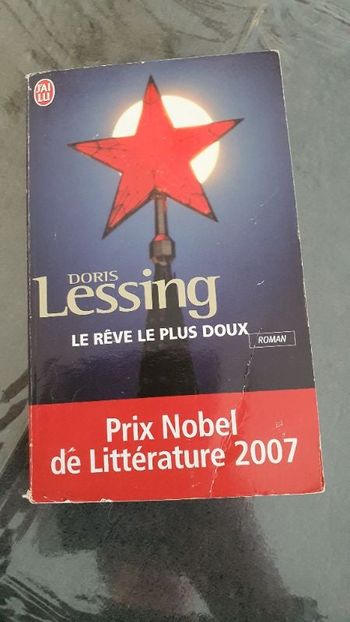 J'AI
LU
DORIS
Lessing
LE RÊVE LE PLUS DOUX
ROMAN
Prix Nobel
de Littérature 2007